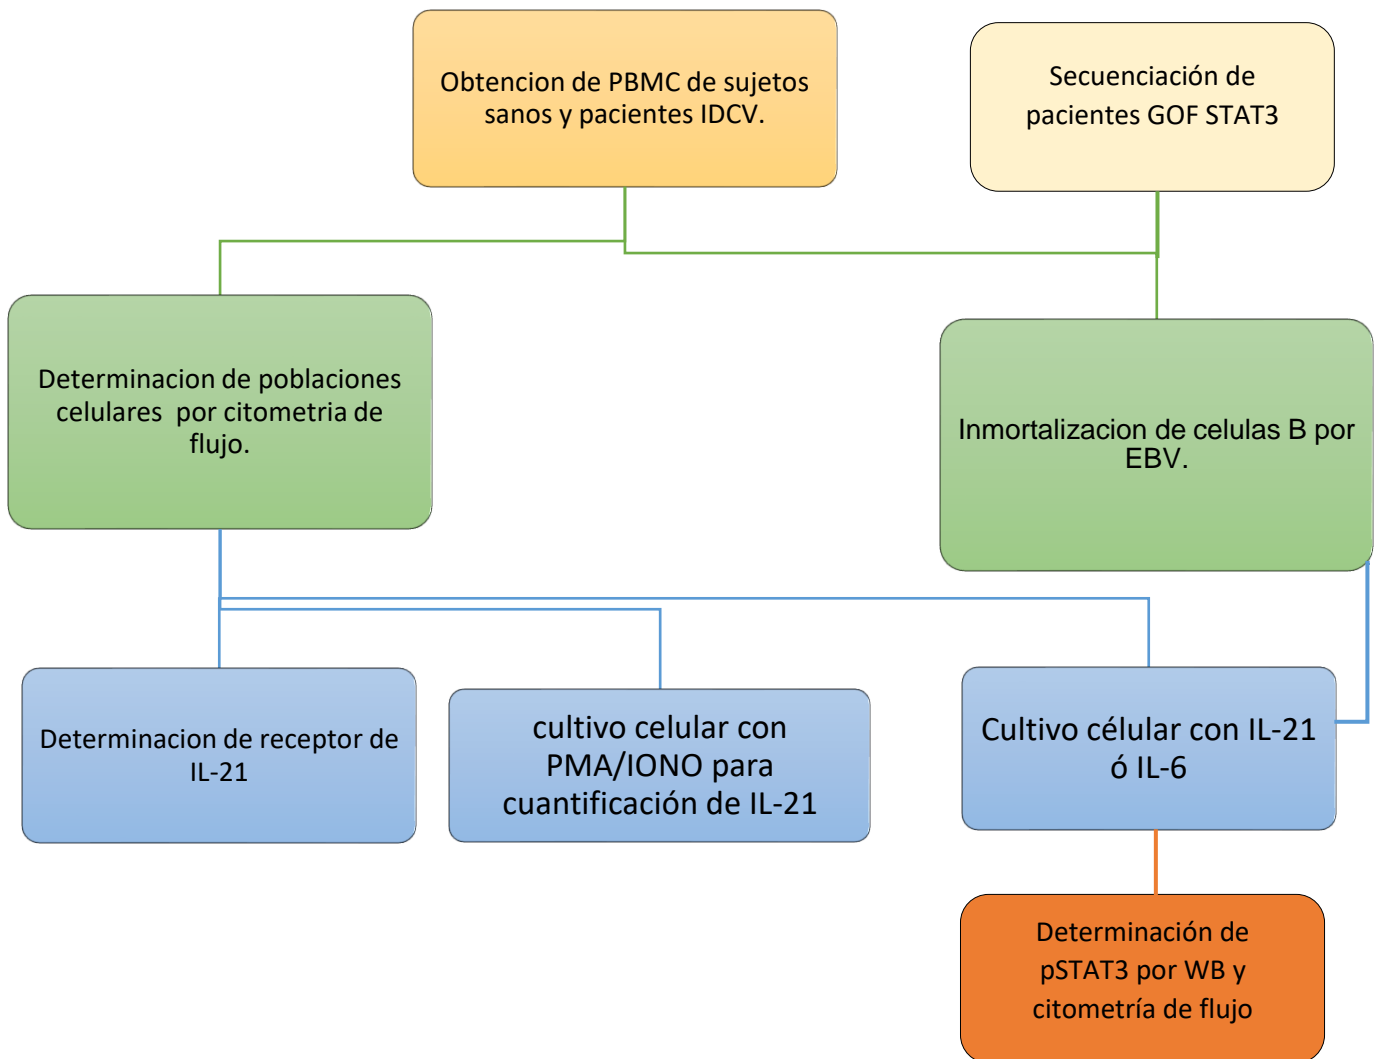 Obtencion de PBMC de sujetos
sanos y pacientes IDCV.
Secuenciación de
pacientes GOF STAT3
Determinacion de poblaciones
celulares  por citometria de
flujo.
Inmortalizacion de celulas B por
EBV.
Determinacion de receptor de
IL-21
cultivo celular con
PMA/IONO para
cuantificación de IL-21
Cultivo célular con IL-21
ó IL-6
Determinación de
pSTAT3 por WB y
citometría de flujo